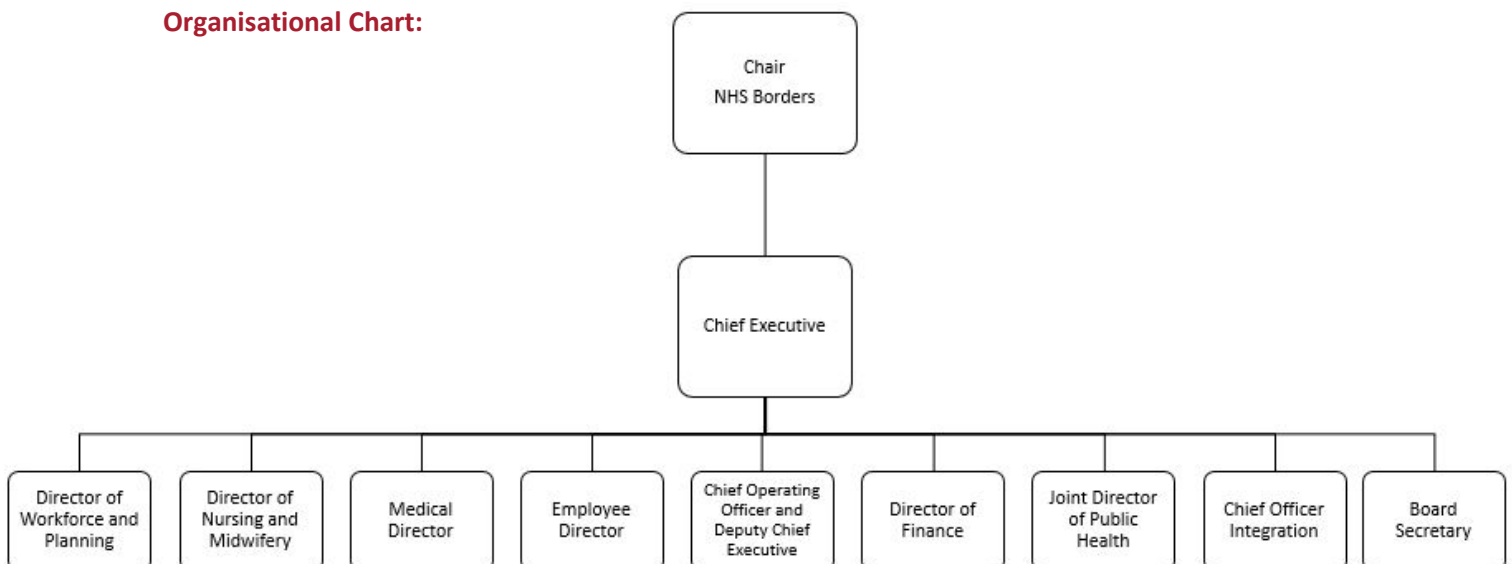 Organisational Chart:
Chair
NHS Borders
Chief Executive
Director of
Workforce and
Planning
Director of
Nursing and
Midwifery
Medical
Director
Employee
Director
Chief Operating
Officer and
Deputy Chief
Executive
Director of
Finance
Joint Director
of Public
Health
Chief Officer
Integration
Board
Secretary